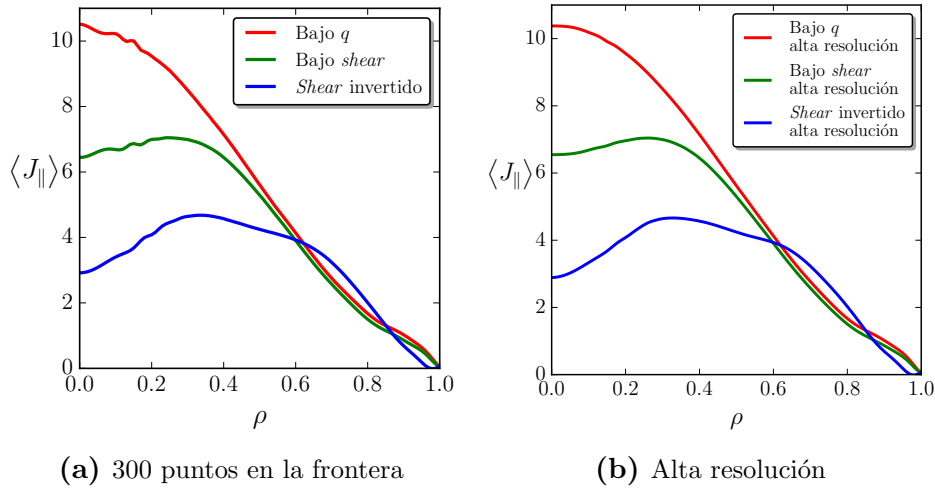 10
8
6
4
2
0
0.0 0.2 0.4 0.6 0.8 1.0
⟨J∥⟩
ρ
Bajo q
Bajo shear
Shear invertido
(a) 300 puntos en la frontera
10
8
6
4
2
0
0.0 0.2 0.4 0.6 0.8 1.0
⟨J∥⟩
ρ
Bajo q
alta resolución
Bajo shear
alta resolución
Shear invertido
alta resolución
(b) Alta resolución